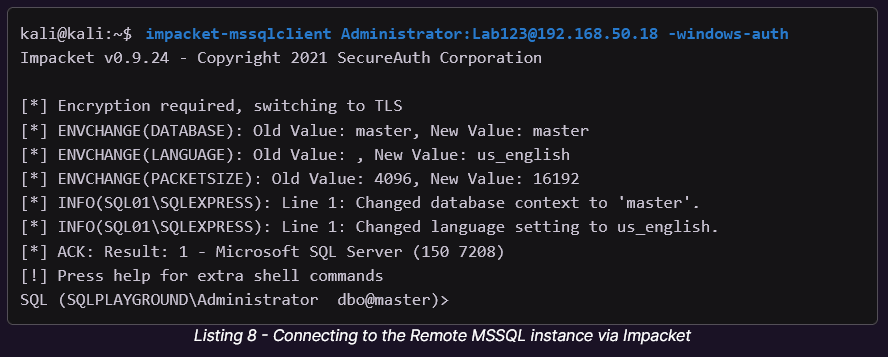 kali@kali:~$ impacket-mssqlclient Administrator:Lab123@192.168.50.18 -windows-auth
Impacket v0.9.24 - Copyright 2021 SecureAuth Corporation
[*] Encryption required, switching to TLS
[*] ENVCHANGE(DATABASE): Old Value: master, New Value: master
[*] ENVCHANGE(LANGUAGE): Old Value: , New Value: us_english
[*] ENVCHANGE(PACKETSIZE): Old Value: 4096, New Value: 16192
[*] INFO(SQL01\SQLEXPRESS): Line 1: Changed database context to 'master'.
[*] INFO(SQL01\SQLEXPRESS): Line 1: Changed language setting to us_english.
[*] ACK: Result: 1 - Microsoft SQL Server (150 7208)
[!] Press help for extra shell commands
SQL (SQLPLAYGROUND\Administrator  dbo@master)>
Listing 8 - Connecting to the Remote MSSQL instance via Impacket